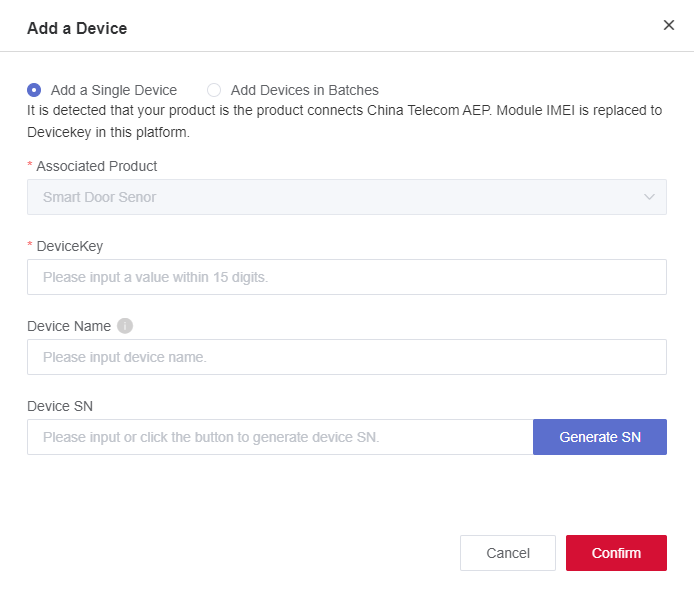 Add a Device
Add a Single Device
Add Devices in Batches
It is detected that your product is the product connects China Telecom AEP. Module IMEI is replaced to
Devicekey in this platform.
* Associated Product
Smart Door Senor
* DeviceKey
Please input a value within 15 digits.
Device Name
Please input device name.
Device SN
Please input or click the button to generate device SN.
Generate SN
Cancel
Confirm